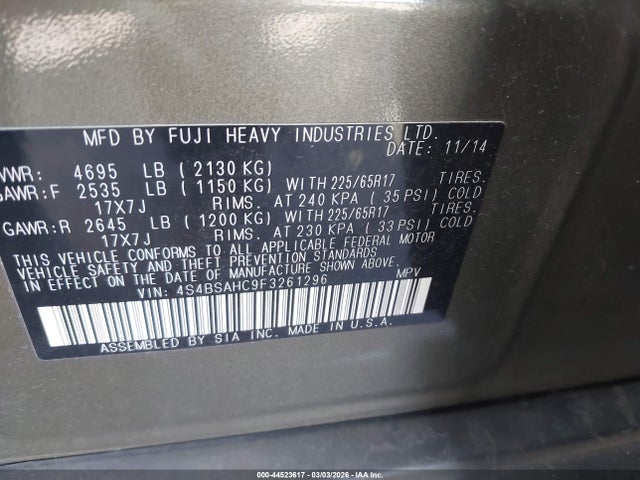 MFD BY FUJI HEAVY INDUSTRIES LTD.
DATE: 11/14
VWR: 4695 LB ( 2130 KG)
GAWR:F 2535 LB ( 1150 KG) WITH 225/65R17 TIRES.
17X7J RIMS. AT 240 KPA ( 35 PSI) COLD
GAWR:R 2645 LB ( 1200 KG) WITH 225/65R17 TIRES.
17X7J RIMS. AT 230 KPA ( 33 PSI) COLD
THIS VEHICLE CONFORMS TO ALL APPLICABLE FEDERAL MOTOR
VEHICLE SAFETY AND THEFT PREVENTION STANDARDS
IN EFFECT ON THE DATE OF MANUFACTURE SHOWN ABOVE.
VIN: 4S4BSAHC9F3261296 MPV
ASSEMBLED BY SIA INC. MADE IN U.S.A.
000-44523617 - 03/03/2026 - IAA Inc.